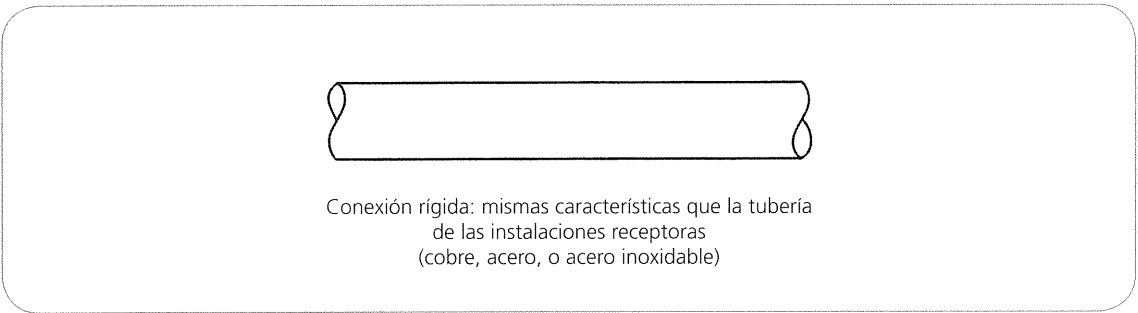 Conexión rígida: mismas características que la tubería
de las instalaciones receptoras
(cobre, acero, o acero inoxidable)